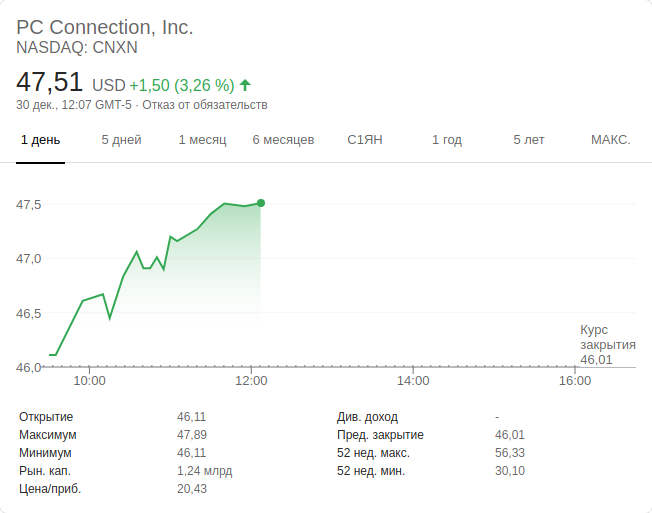 PC Connection, Inc.
NASDAQ: CNXN
47,51 USD +1,50 (3,26 %)
30 дек., 12:07 GMT-5 · Отказ от обязательств
1 день 5 дней 1 месяц 6 месяцев С1ЯН 1 год 5 лет МАКС.
47,5
47,0
46,5
46,0
Курс
закрытия
46,01
10:00 12:00 14:00 16:00
Открытие 46,11 Див. доход -
Максимум 47,89 Пред. закрытие 46,01
Минимум 46,11 52 нед. макс. 56,33
Рын. кап. 1,24 млрд 52 нед. мин. 30,10
Цена/приб. 20,43